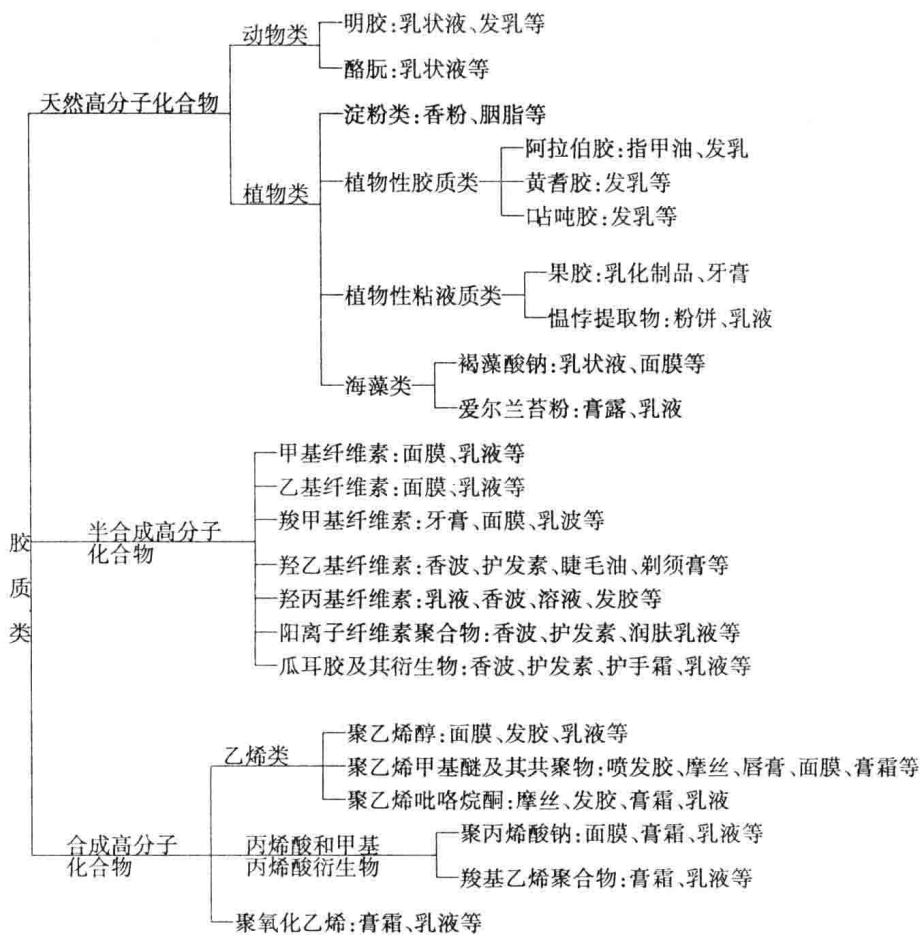 动物类
明胶:乳状液、发乳等
酪朊:乳状液等
天然高分子化合物
植物类
淀粉类:香粉、胭脂等
植物性胶质类
阿拉伯胶:指甲油、发乳
黄蓍胶:发乳等
口占吨胶:发乳等
植物性粘液质类
果胶:乳化制品、牙膏
愠悖提取物:粉饼、乳液
海藻类
褐藻酸钠:乳状液、面膜等
爱尔兰苔粉:膏露、乳液
胶质类
半合成高分子
化合物
甲基纤维素:面膜、乳液等
乙基纤维素:面膜、乳液等
羧甲基纤维素:牙膏、面膜、乳波等
羟乙基纤维素:香波、护发素、睫毛油、剃须膏等
羟丙基纤维素:乳液、香波、溶液、发胶等
阳离子纤维素聚合物:香波、护发素、润肤乳液等
瓜耳胶及其衍生物:香波、护发素、护手霜、乳液等
合成高分子
化合物
乙烯类
聚乙烯醇:面膜、发胶、乳液等
聚乙烯甲基醚及其共聚物:喷发胶、摩丝、唇膏、面膜、膏霜等
聚乙烯吡咯烷酮:摩丝、发胶、膏霜、乳液
丙烯酸和甲基
丙烯酸衍生物
聚丙烯酸钠:面膜、膏霜、乳液等
羧基乙烯聚合物:膏霜、乳液等
聚氧化乙烯:膏霜、乳液等